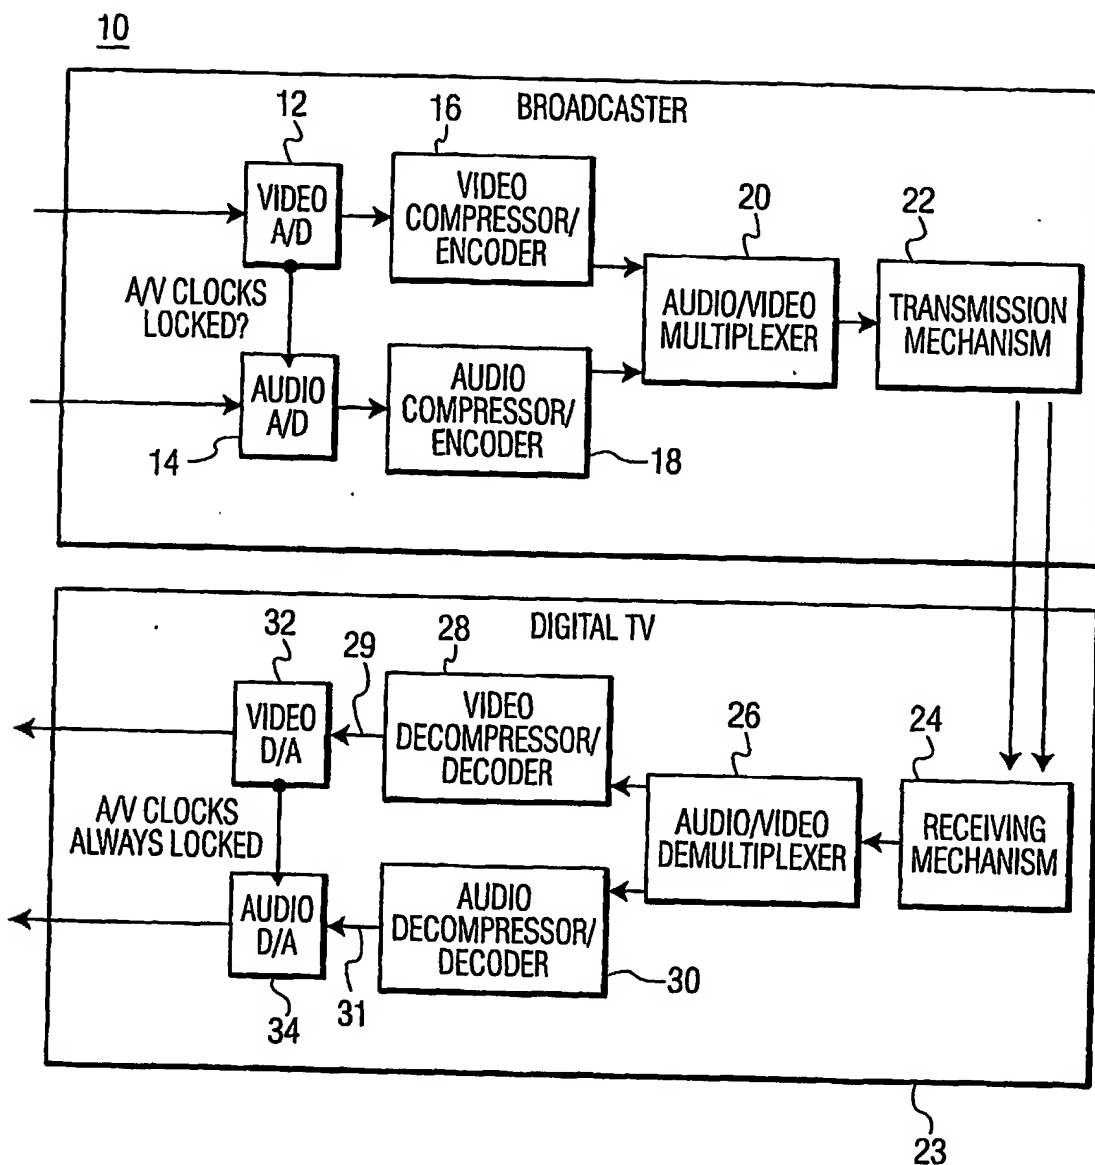 10
BROADCASTER
12
VIDEO
A/D
16
VIDEO
COMPRESSOR/
ENCODER
20
AUDIO/VIDEO
MULTIPLEXER
22
TRANSMISSION
MECHANISM
A/V CLOCKS
LOCKED?
AUDIO
A/D
14
AUDIO
COMPRESSOR/
ENCODER
18
DIGITAL TV
32
VIDEO
D/A
29
28
VIDEO
DECOMPRESSOR/
DECODER
26
AUDIO/VIDEO
DEMULTIPLEXER
24
RECEIVING
MECHANISM
A/V CLOCKS
ALWAYS LOCKED
AUDIO
D/A
34
31
AUDIO
DECOMPRESSOR/
DECODER
30
23